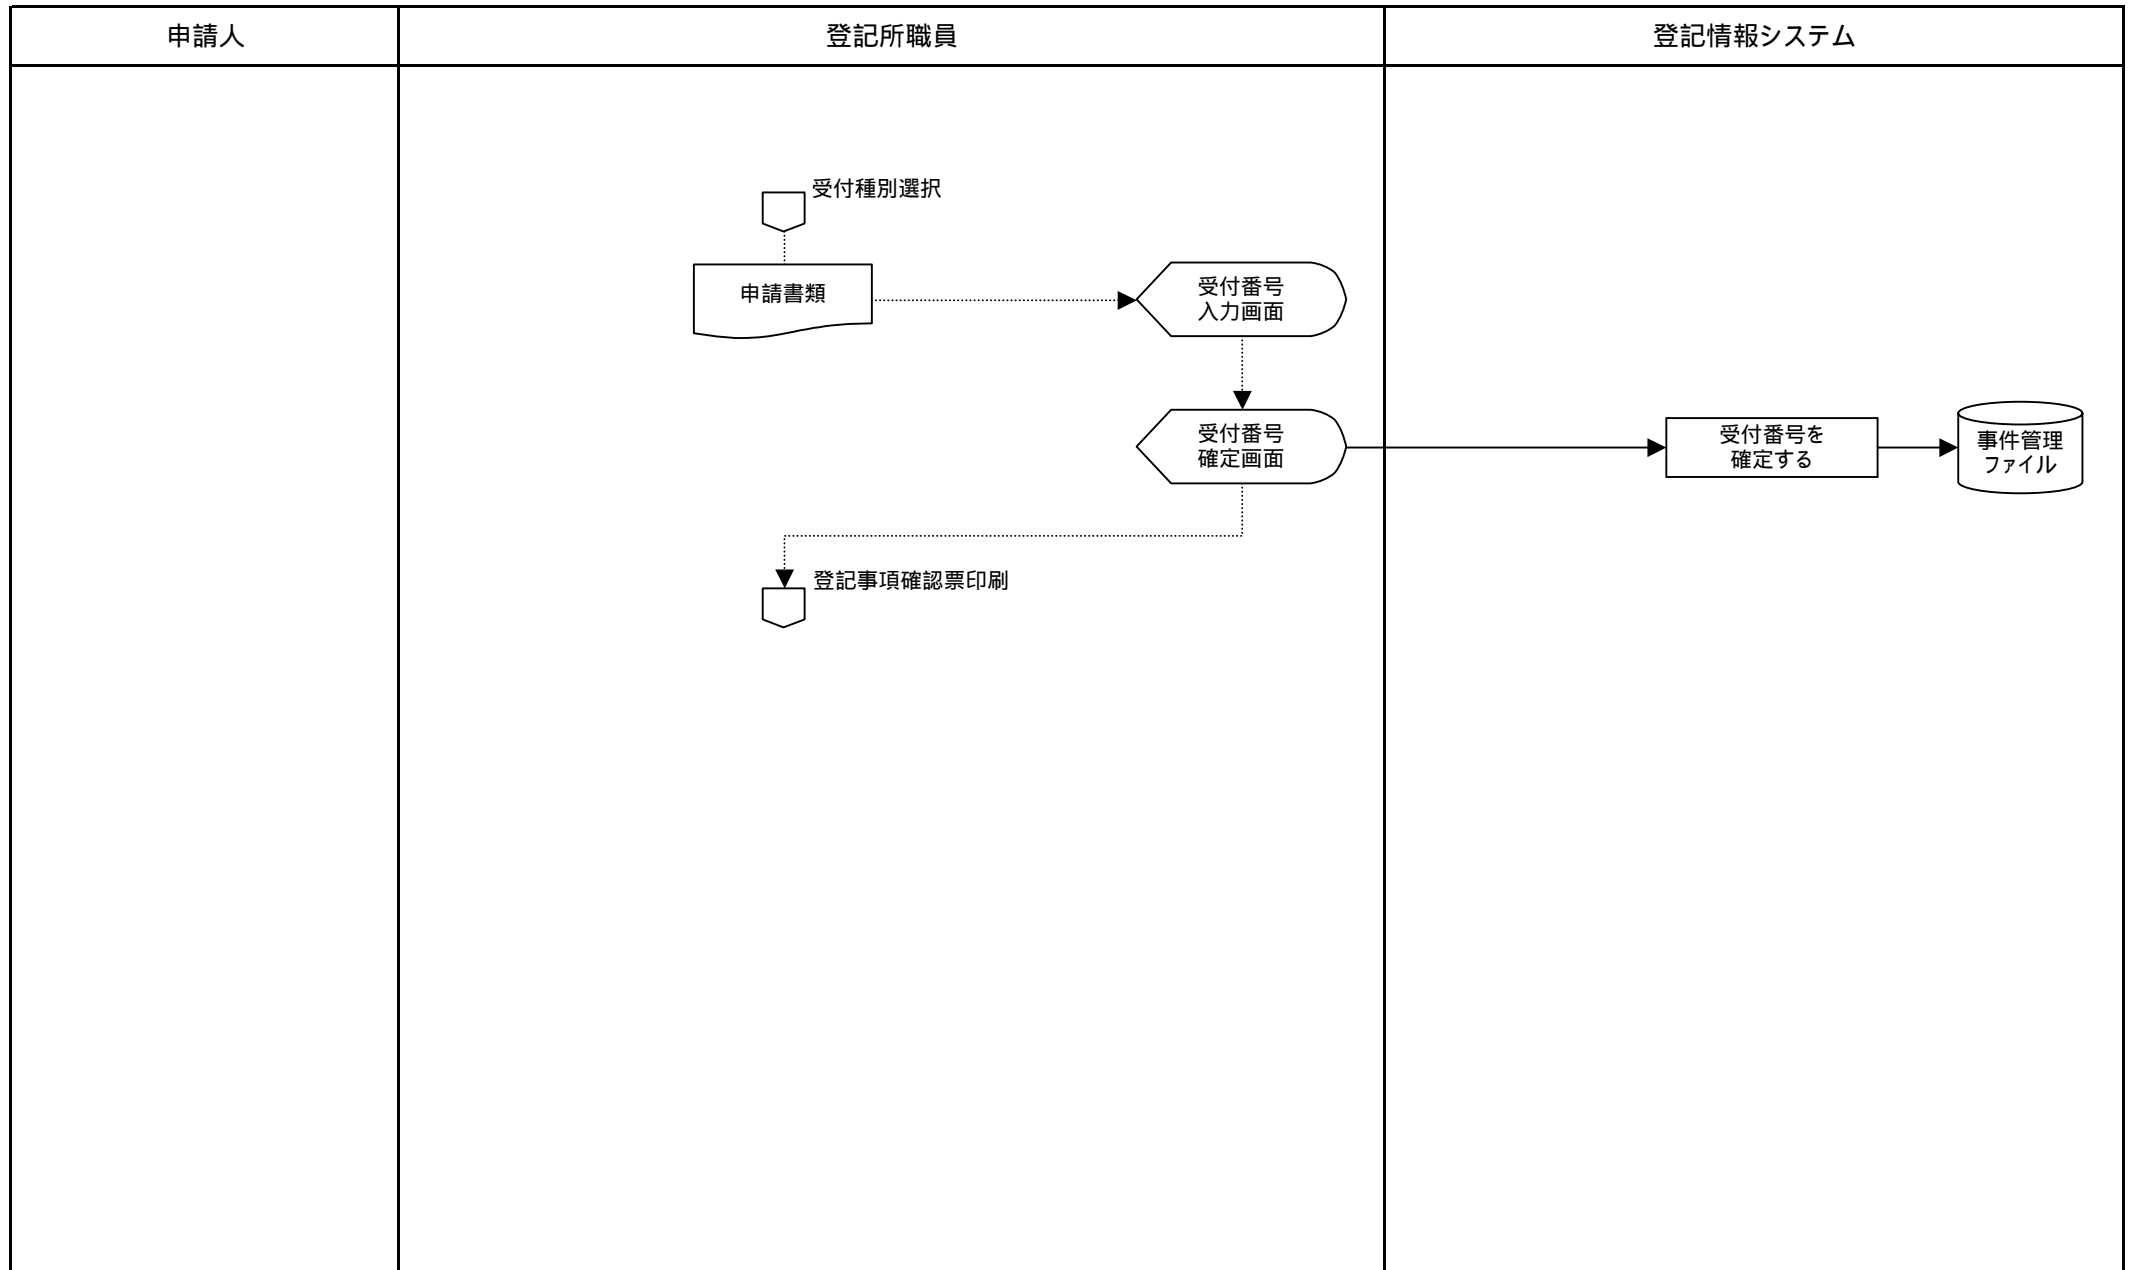 申請人
登記所職員
登記情報システム
受付種別選択
申請書類
受付番号
入力画面
受付番号
確定画面
受付番号を
確定する
事件管理
ファイル
登記事項確認票印刷